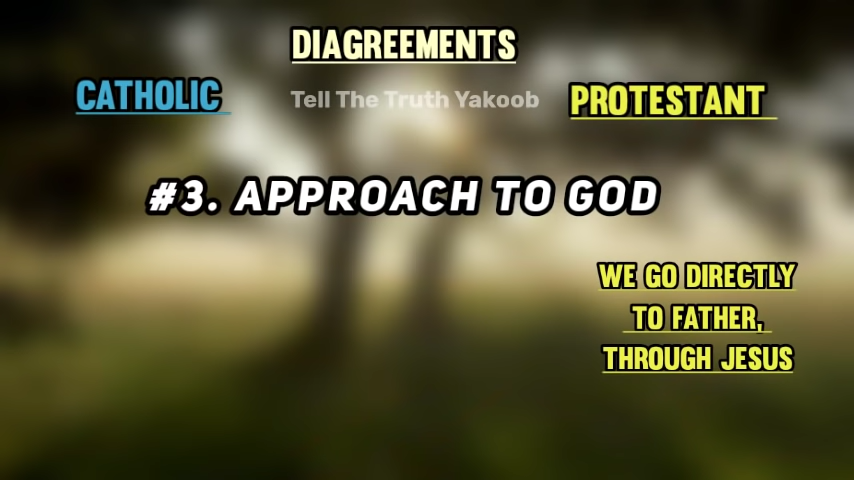 DIAGREEMENTS
CATHOLIC
Tell The Truth Yakoob
PROTESTANT
#3. APPROACH TO GOD
WE GO DIRECTLY
TO FATHER,
THROUGH JESUS